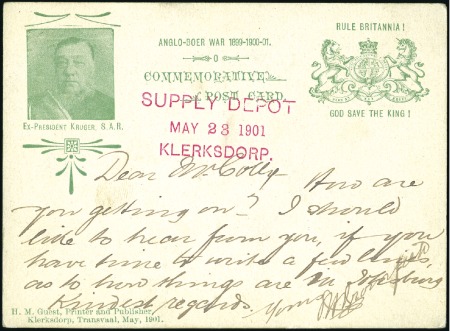 ANGLO-BOER WAR 1899-1900-01.
RULE BRITANNIA!
COMMEMORATIVE
POST CARD
GOD SAVE THE KING!
EX-PRESIDENT KRUGER, S.A.R.
SUPPLY DEPOT
MAY 23 1901
KLERKSDORP.
Dear Mr Colly How are
you getting on? I should
like to hear from you, if you
have time to write a few lines,
as to how things are in Joburg
Kindest regards, Yours
H. M. Guest, Printer and Publisher,
Klerksdorp, Transvaal, May, 1901.